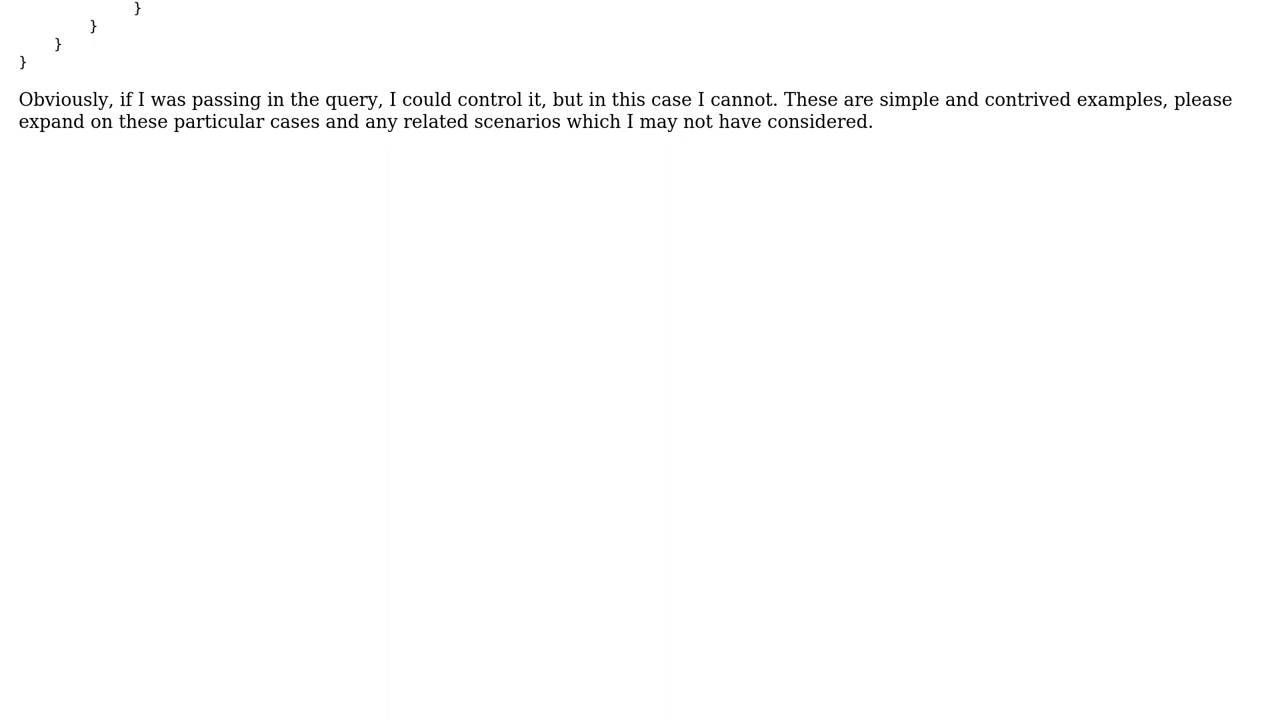 }
}
}
}
Obviously, if I was passing in the query, I could control it, but in this case I cannot. These are simple and contrived examples, please
expand on these particular cases and any related scenarios which I may not have considered.